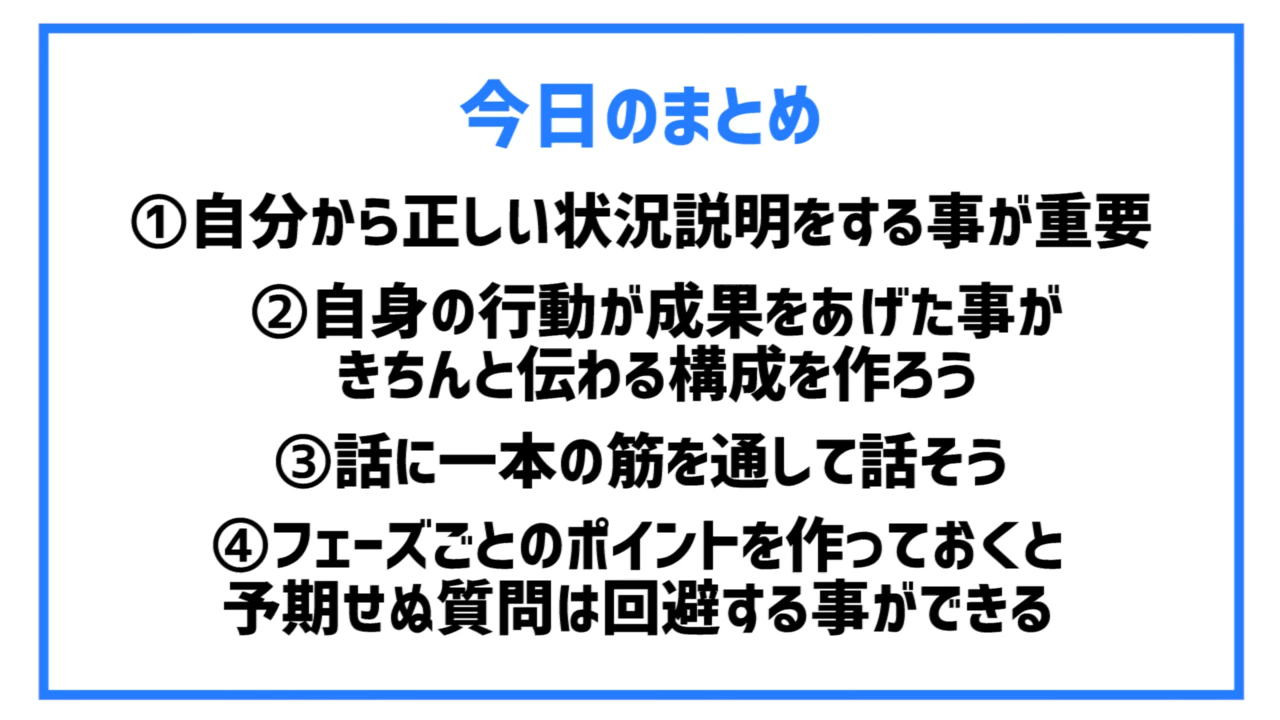 今日のまとめ
①自分から正しい状況説明をする事が重要
②自身の行動が成果をあげた事が
きちんと伝わる構成を作ろう
③話に一本の筋を通して話そう
④フェーズごとのポイントを作っておくと
予期せぬ質問は回避する事ができる